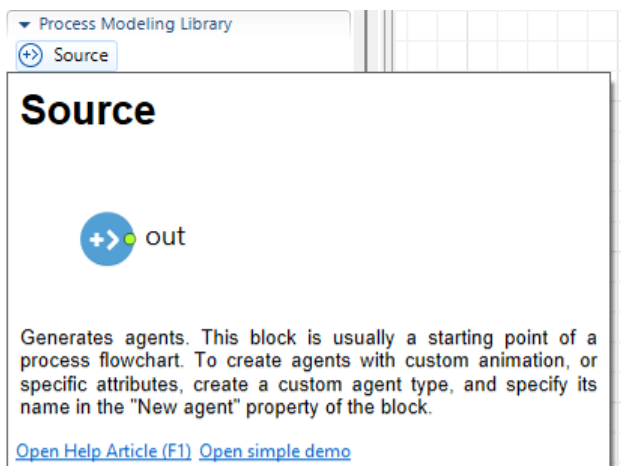 Process Modeling Library
Source
Source
out
Generates agents. This block is usually a starting point of a
process flowchart. To create agents with custom animation, or
specific attributes, create a custom agent type, and specify its
name in the "New agent" property of the block.
Open Help Article (F1) Open simple demo